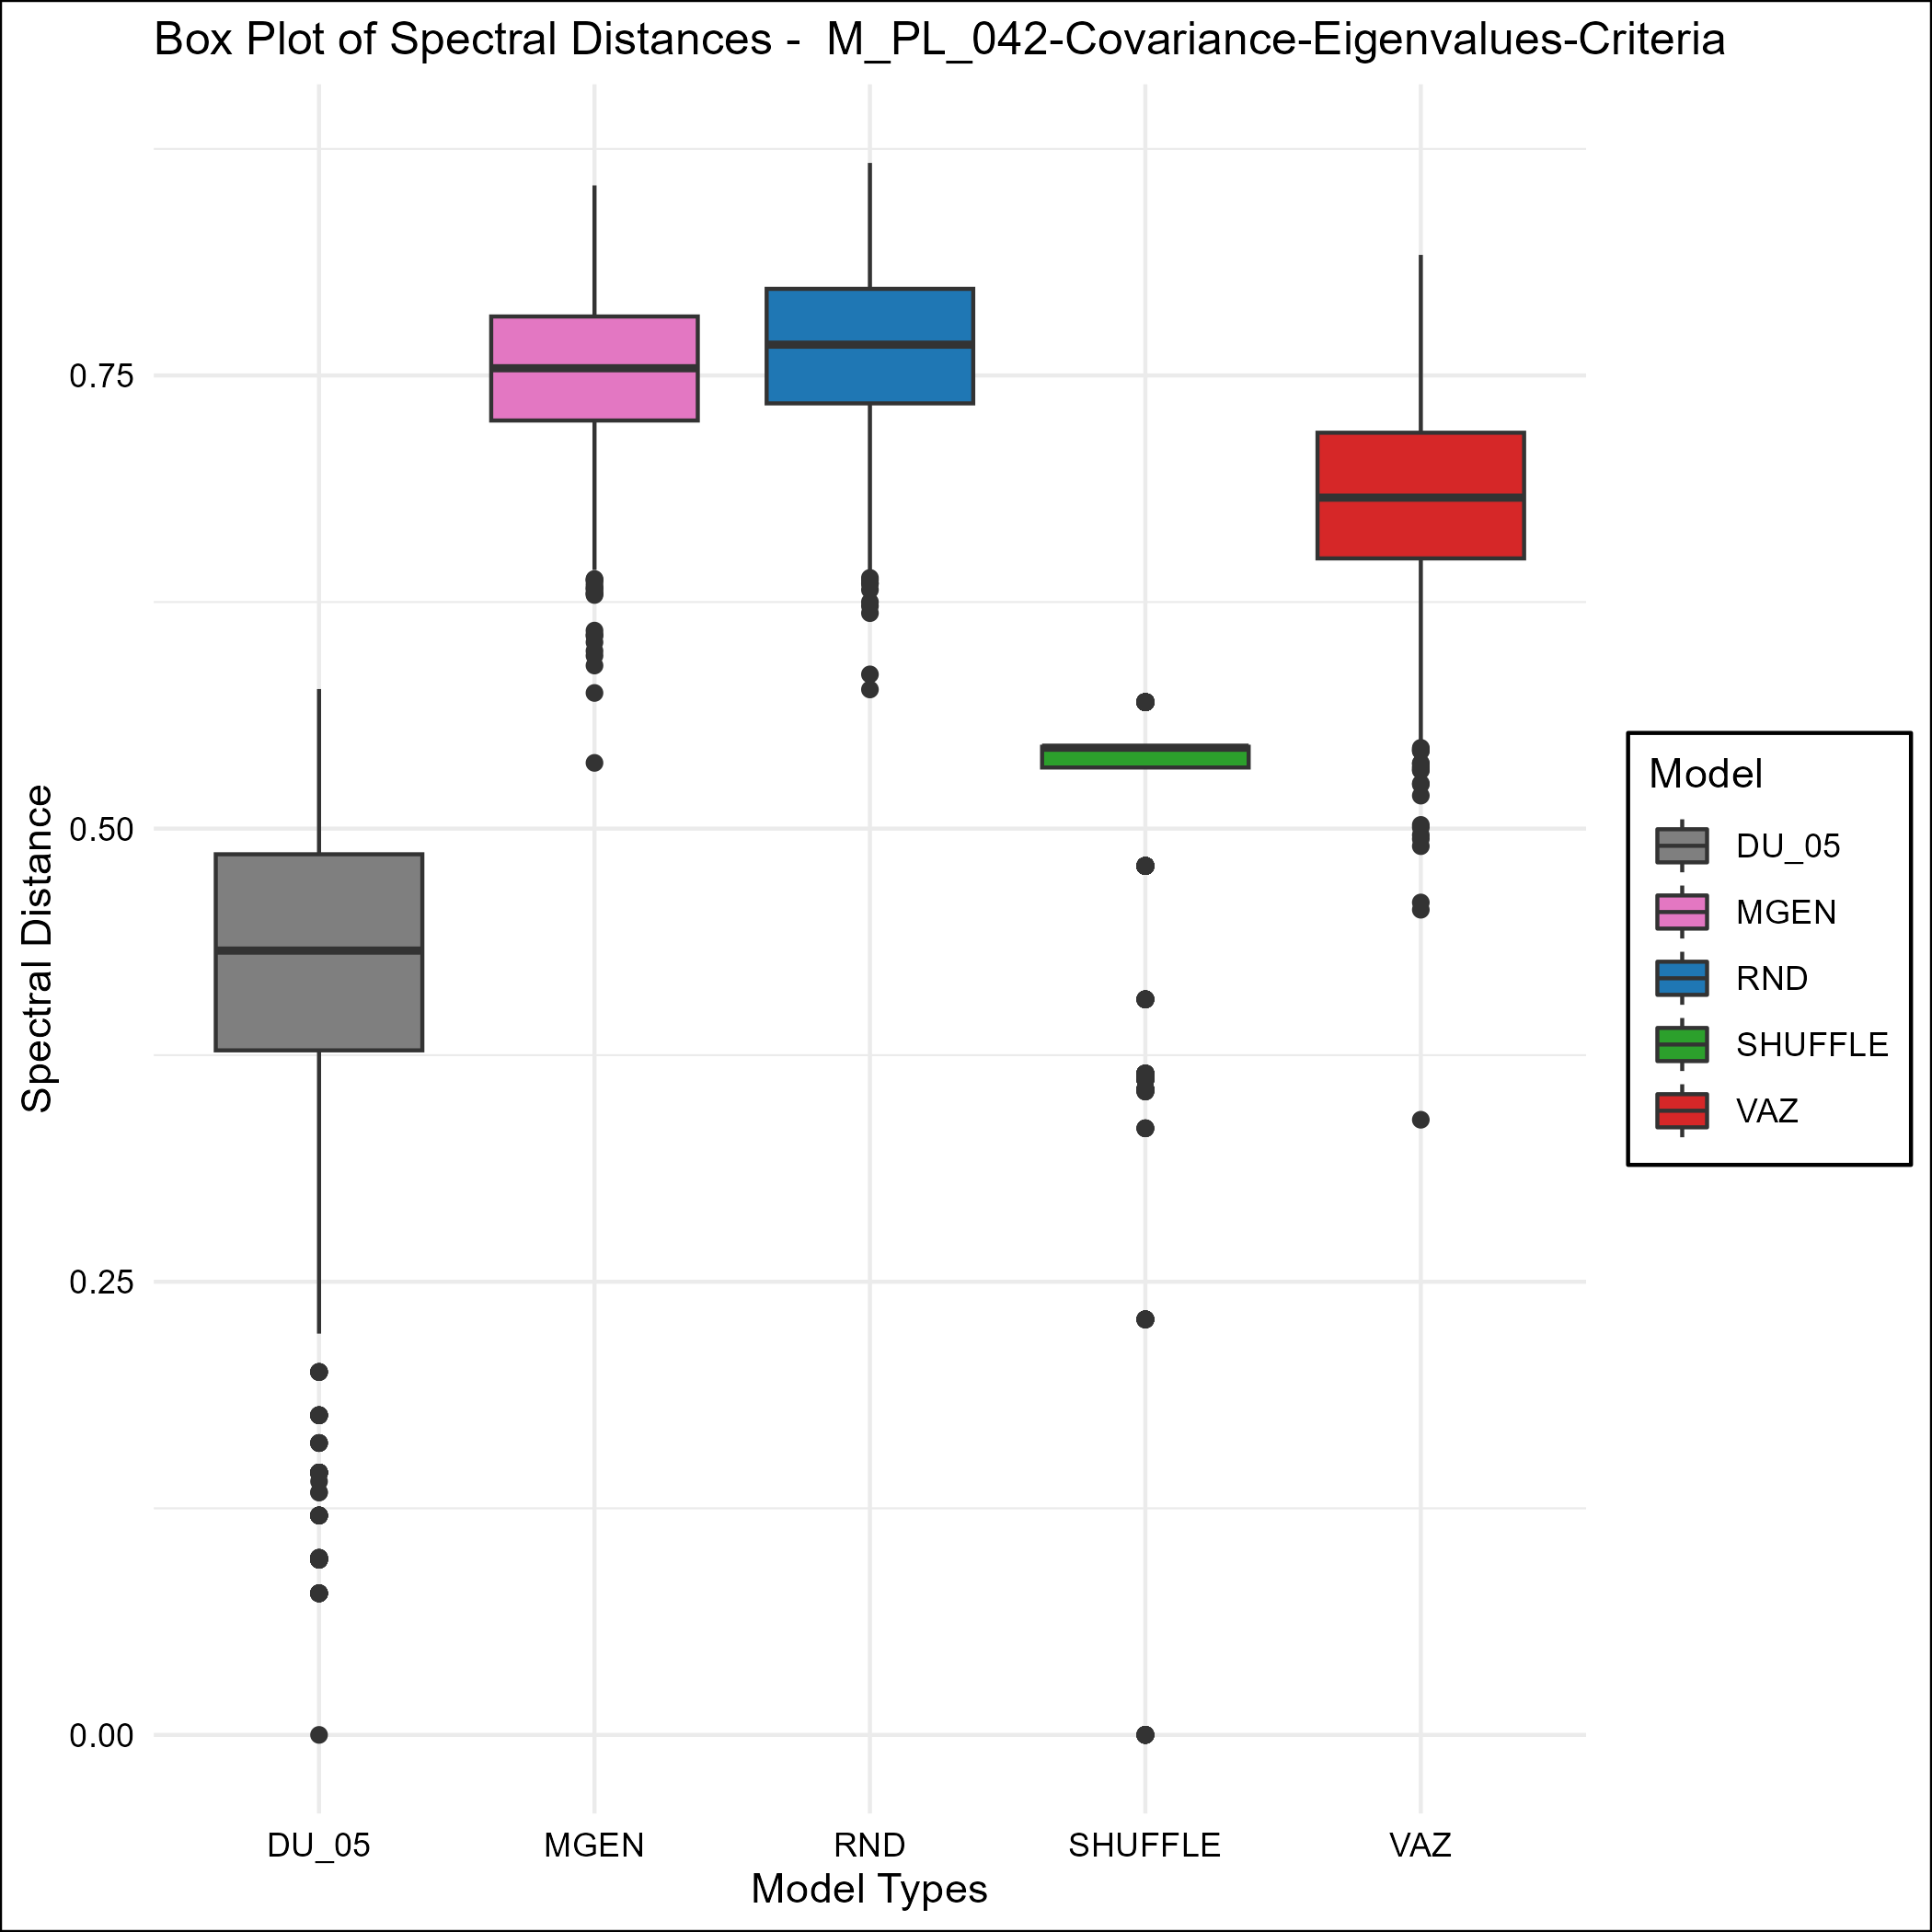 Box Plot of Spectral Distances -  M_PL_042-Covariance-Eigenvalues-Criteria
Spectral Distance
0.75
0.50
0.25
0.00
DU_05
MGEN
RND
SHUFFLE
VAZ
Model Types
Model
DU_05
MGEN
RND
SHUFFLE
VAZ